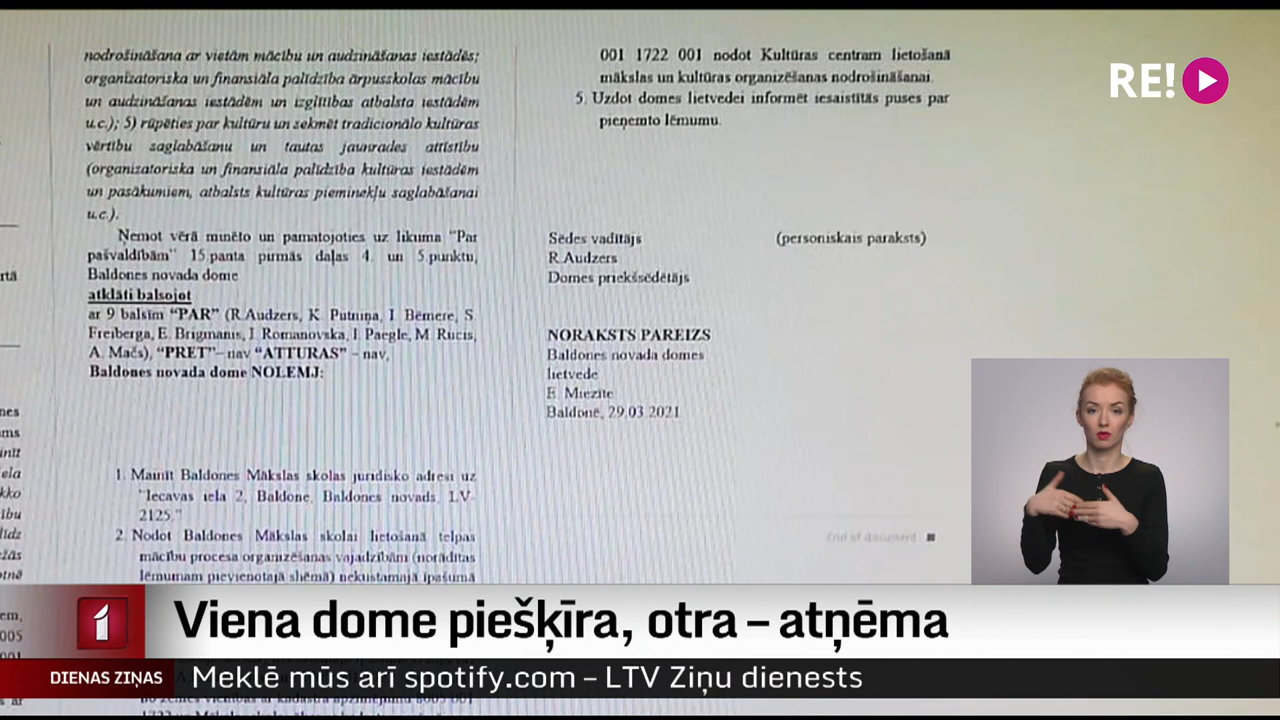 nodrošināšana ar vietām mācību un audzināšanas iestādēs;
organizatoriska un finansiāla palīdzība ārpusskolas mācību
un audzināšanas iestādēm un izglītības atbalsta iestādēm
u.c.); 5) rūpēties par kultūru un sekmēt tradicionālo kultūras
vērtību saglabāšanu un tautas jaunrades attīstību
(organizatoriska un finansiāla palīdzība kultūras iestādēm
un pasākumiem, atbalsts kultūras pieminekļu saglabāšanai
u.c.).
Ņemot vērā minēto un pamatojoties uz likuma "Par
pašvaldībām" 15.panta pirmās daļas 4. un 5.punktu,
Baldones novada dome
atklāti balsojot
ar 9 balsīm "PAR" (R.Audzers, K. Putniņa, I. Bēmere, S.
Freiberga, E. Brigmanis, J. Romanovska, I. Paegle, M. Rucis,
A. Mačs), "PRET"– nav "ATTURAS" – nav,
Baldones novada dome NOLEMJ:
1. Mainīt Baldones Mākslas skolas juridisko adresi uz
"Iecavas iela 2, Baldone, Baldones novads, LV-
2125."
2. Nodot Baldones Mākslas skolai lietošanā telpas
mācību procesa organizēšanas vajadzībām (norādītas
lēmumam pievienotajā shēmā) nekustamajā īpašumā
001 1722 001 nodot Kultūras centram lietošanā
mākslas un kultūras organizēšanas nodrošināšanai.
5. Uzdot domes lietvedei informēt iesaistītās puses par
pieņemto lēmumu.
Sēdes vadītājs (personiskais paraksts)
R.Audzers
Domes priekšsēdētājs
NORAKSTS PAREIZS
Baldones novada domes
lietvede
E. Miezīte
Baldonē, 29.03.2021
End of document
RE!
1
Viena dome piešķīra, otra – atņēma
DIENAS ZIŅAS
Meklē mūs arī spotify.com – LTV Ziņu dienests